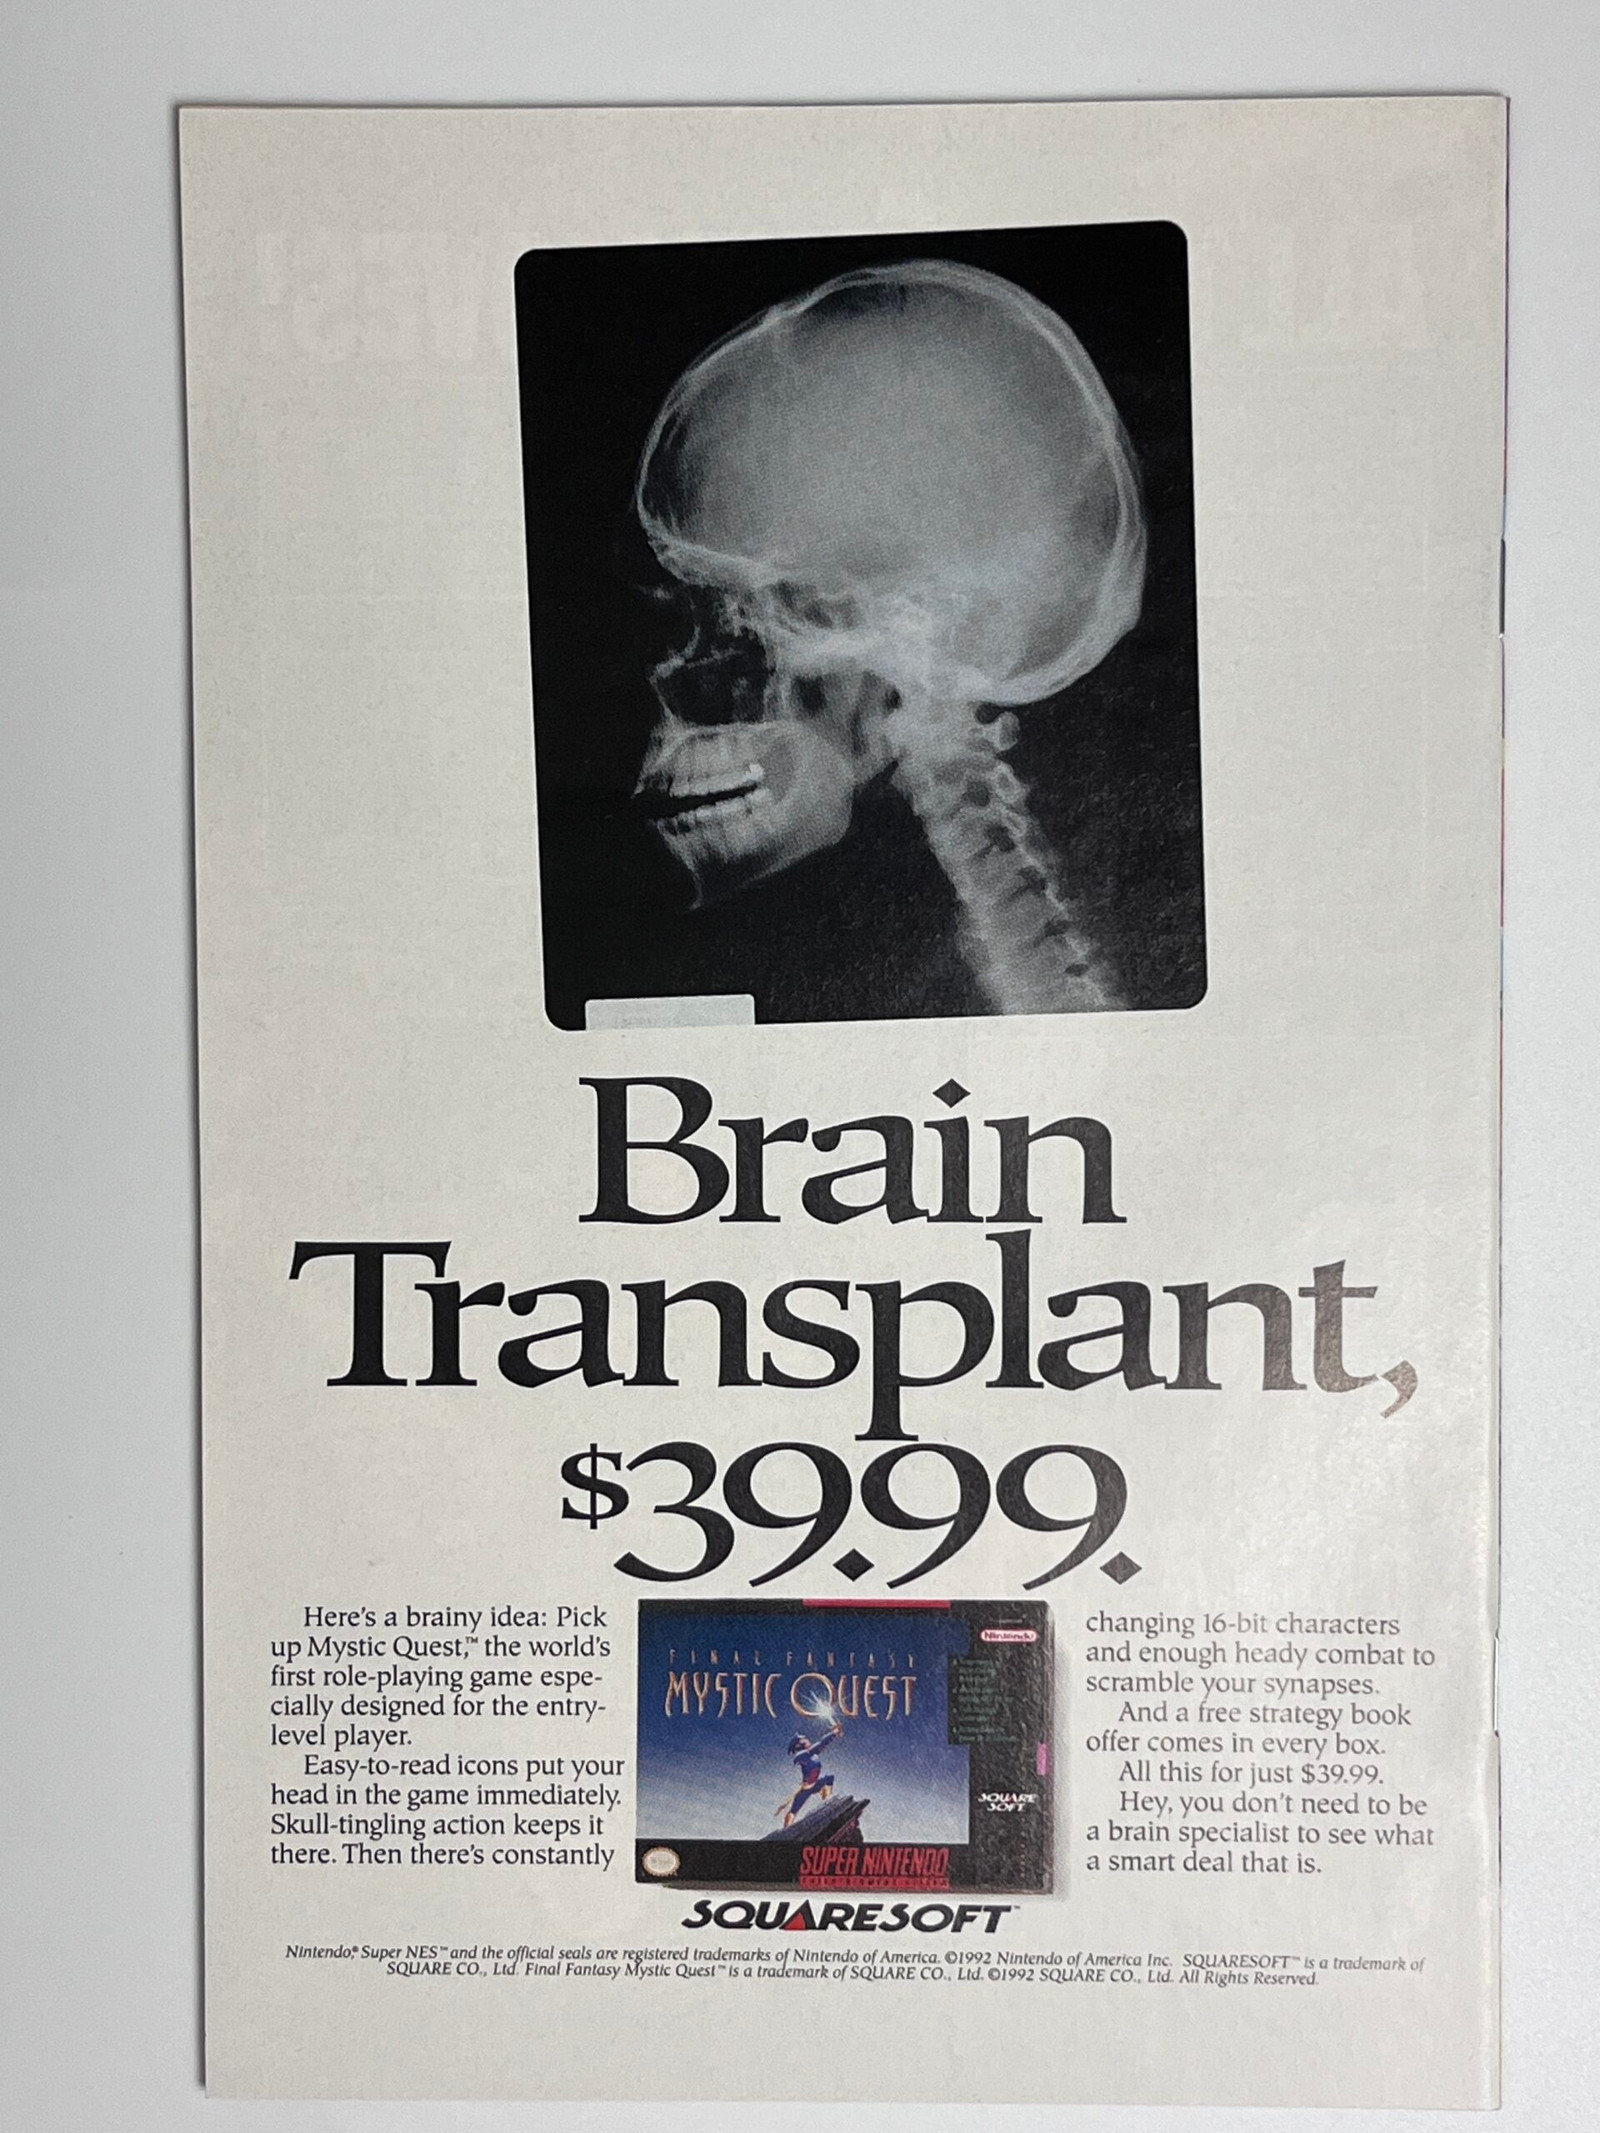 Brain
Transplant,
$39.99.
Here's a brainy idea: Pick
up Mystic Quest,™ the world's
first role-playing game espe-
cially designed for the entry-
level player.
Easy-to-read icons put your
head in the game immediately.
Skull-tingling action keeps it
there. Then there's constantly
changing 16-bit characters
and enough heady combat to
scramble your synapses.
And a free strategy book
offer comes in every box.
All this for just $39.99.
Hey, you don't need to be
a brain specialist to see what
a smart deal that is.
Nintendo
FINAL FANTASY
MYSTIC QUEST
SQUARE
SOFT
SUPER NINTENDO
SQUARESOFT™
Nintendo,® Super NES™ and the official seals are registered trademarks of Nintendo of America. ©1992 Nintendo of America Inc. SQUARESOFT™ is a trademark of
SQUARE CO., Ltd. Final Fantasy Mystic Quest™ is a trademark of SQUARE CO., Ltd. ©1992 SQUARE CO., Ltd. All Rights Reserved.